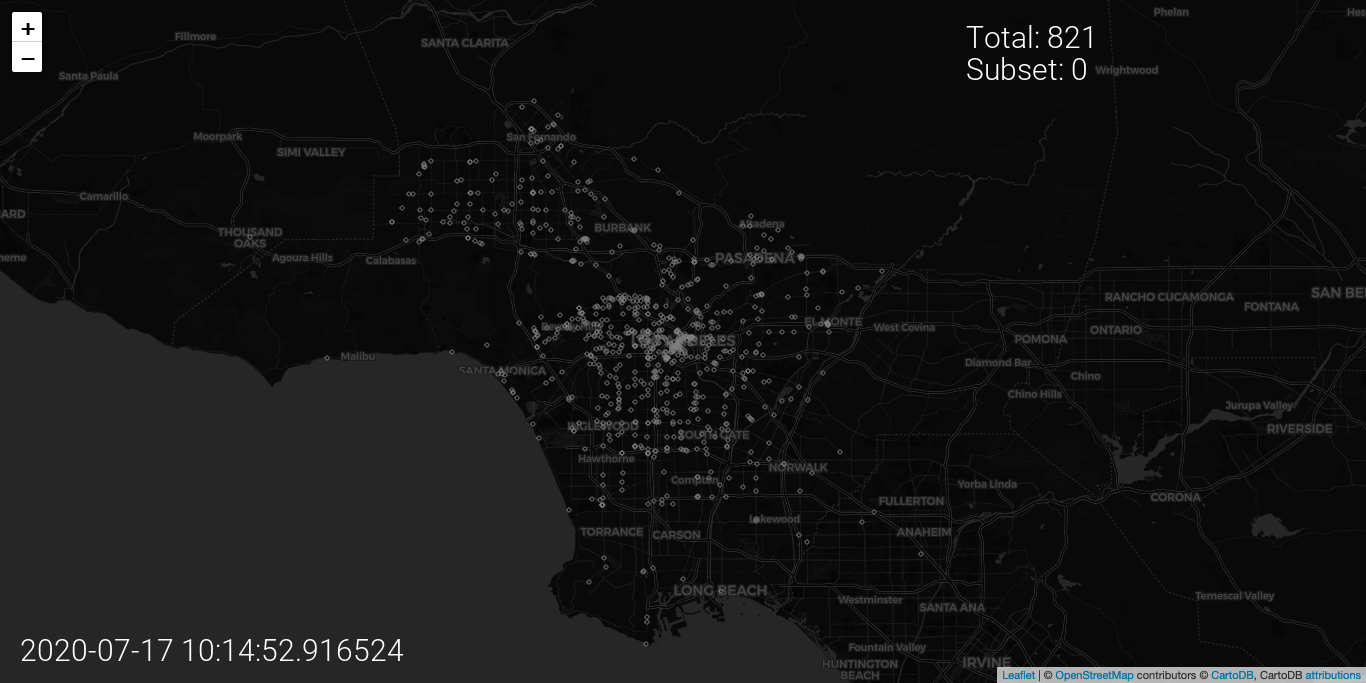 +
−
Total: 821
Subset: 0
Phelan
Hes
Fillmore
SANTA CLARITA
Santa Paula
Wrightwood
Moorpark
San Fernando
SIMI VALLEY
Camarillo
ARD
THOUSAND
OAKS
BURBANK
Altadena
neme
Agoura Hills
Calabasas
PASADENA
SAN BE
RANCHO CUCAMONGA
FONTANA
EL MONTE
West Covina
ONTARIO
POMONA
Malibu
Diamond Bar
SANTA MONICA
Chino
Chino Hills
Jurupa Valley
INGLEWOOD
SOUTH GATE
RIVERSIDE
Hawthorne
NORWALK
Compton
Yorba Linda
CORONA
FULLERTON
Lakewood
TORRANCE
CARSON
ANAHEIM
LONG BEACH
Westminster
SANTA ANA
Temescal Valley
2020-07-17 10:14:52.916524
Fountain Valley
HUNTINGTON
BEACH
IRVINE
Leaflet | © OpenStreetMap contributors © CartoDB, CartoDB attributions